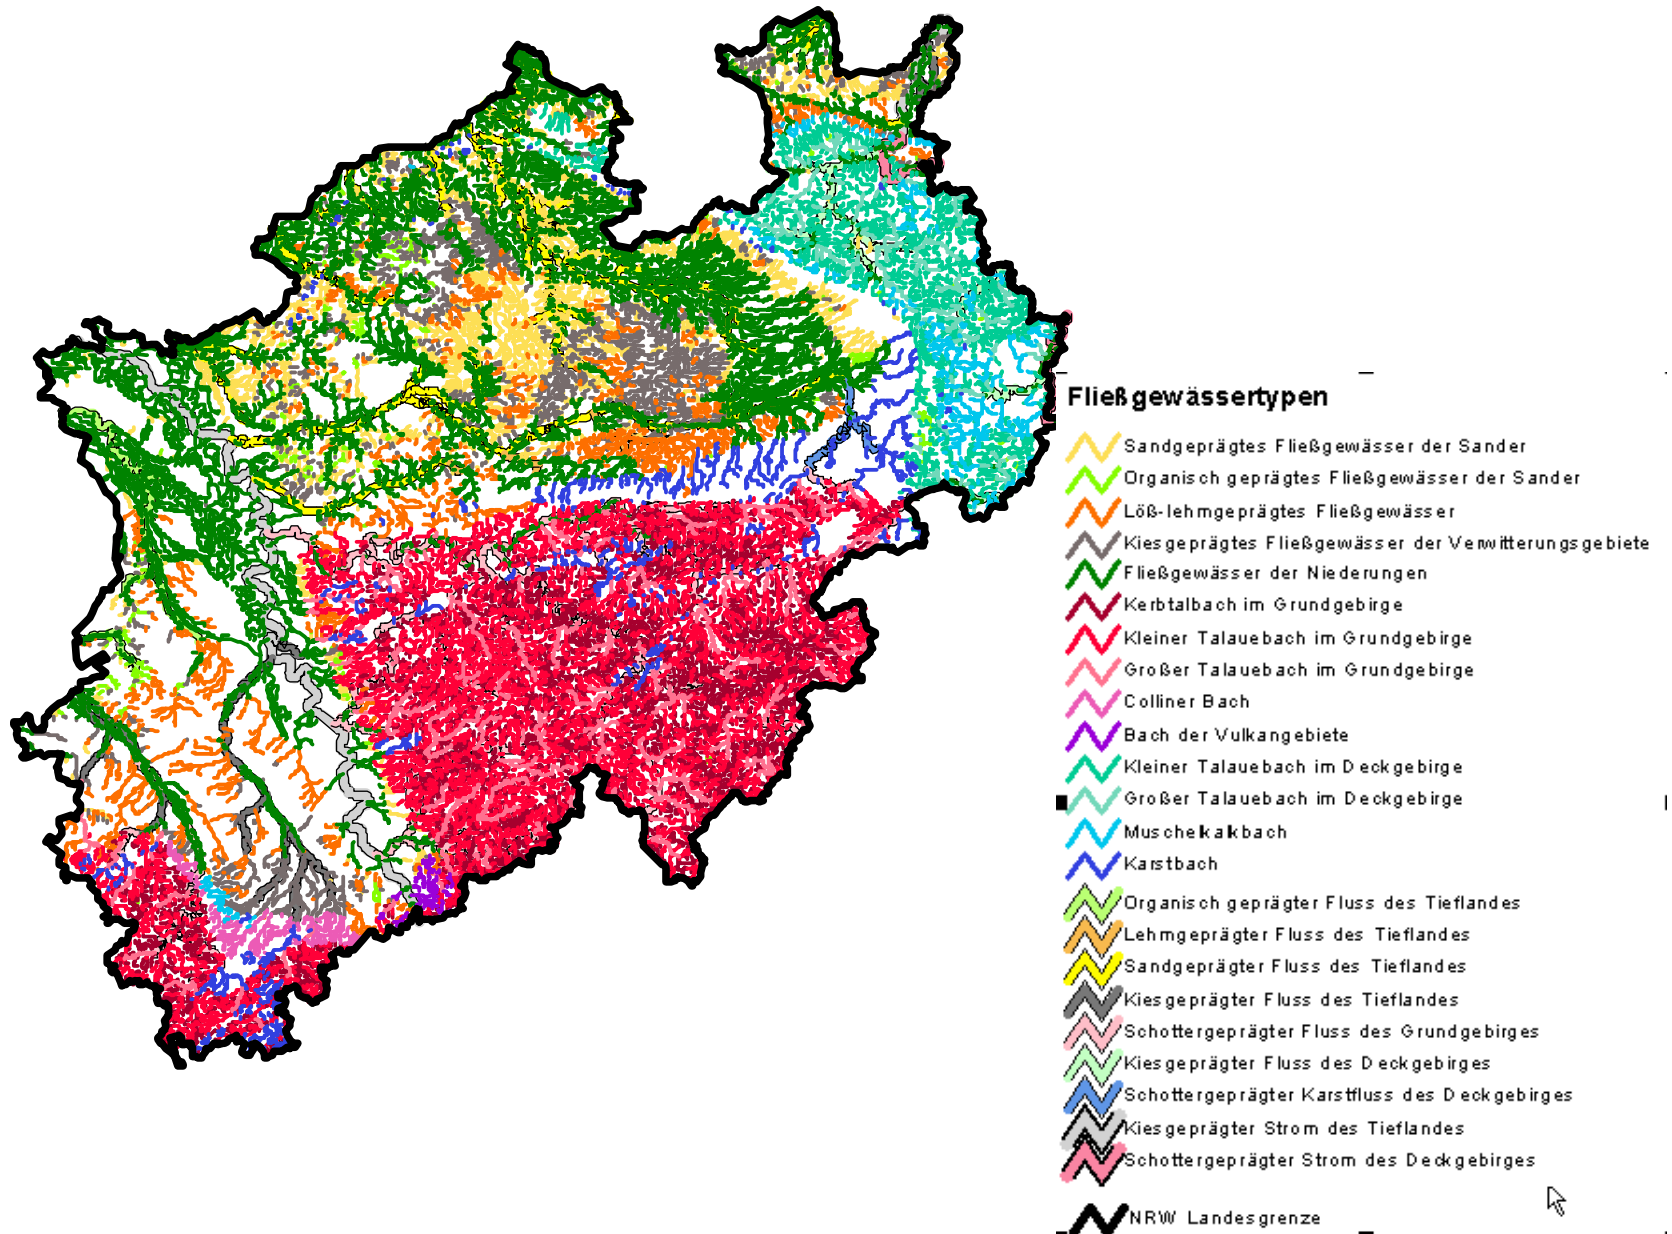 Fließgewässertypen
Sandgeprägtes Fließgewässer der Sander
Organisch geprägtes Fließgewässer der Sander
Löß-lehmgeprägtes Fließgewässer
Kiesgeprägtes Fließgewässer der Verwitterungsgebiete
Fließgewässer der Niederungen
Kerbtalbach im Grundgebirge
Kleiner Talauebach im Grundgebirge
Großer Talauebach im Grundgebirge
Colliner Bach
Bach der Vulkangebiete
Kleiner Talauebach im Deckgebirge
Großer Talauebach im Deckgebirge
Muschelkalkbach
Karstbach
Organisch geprägter Fluss des Tieflandes
Lehmgeprägter Fluss des Tieflandes
Sandgeprägter Fluss des Tieflandes
Kiesgeprägter Fluss des Tieflandes
Schottergeprägter Fluss des Grundgebirges
Kiesgeprägter Fluss des Deckgebirges
Schottergeprägter Karstfluss des Deckgebirges
Kiesgeprägter Strom des Tieflandes
Schottergeprägter Strom des Deckgebirges
NRW Landesgrenze